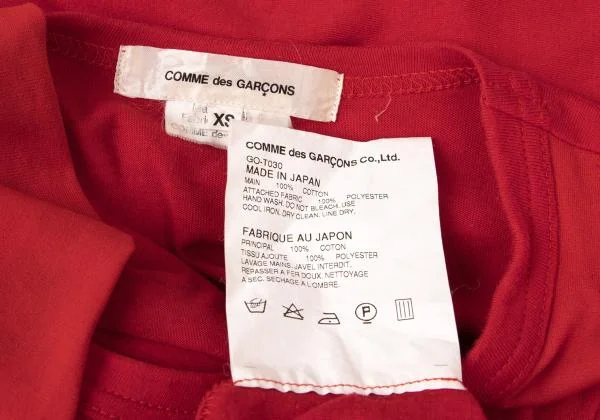 COMME des GARÇONS
XS
COMME des GARÇONS CO., Ltd.
GO-T030
MADE IN JAPAN
MAIN 100% COTTON
ATTACHED FABRIC 100% POLYESTER
HAND WASH. DO NOT BLEACH. USE
COOL IRON. DRY CLEAN. LINE DRY.
FABRIQUE AU JAPON
PRINCIPAL 100% COTON
TISSU AJOUTE 100% POLYESTER
LAVAGE MAINS. JAVEL INTERDIT.
REPASSER A FER DOUX. NETTOYAGE
A SEC. SECHAGE A L'OMBRE.
P